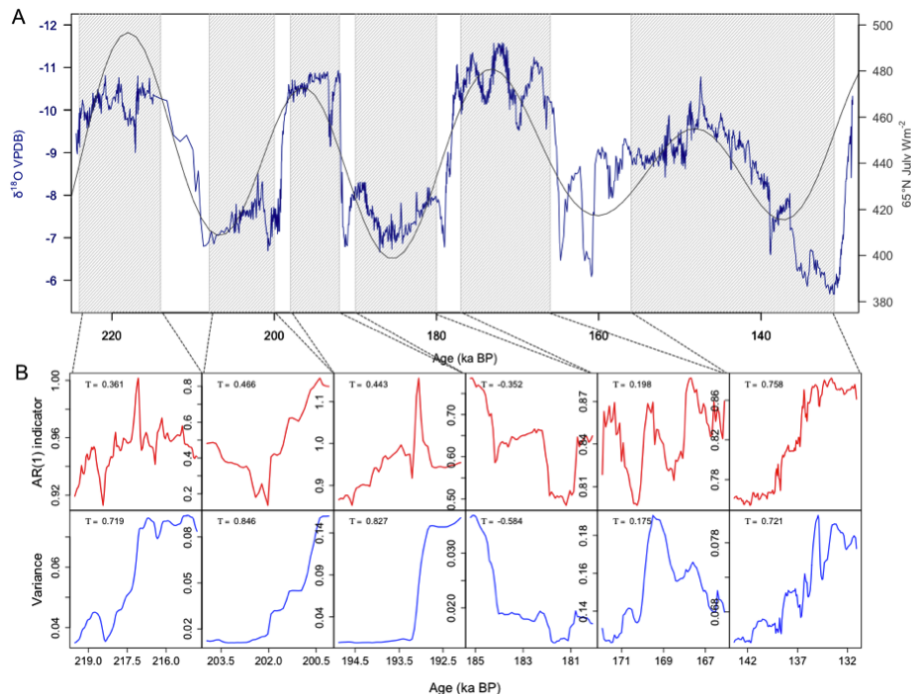 A
-12
-11
-10
-9
-8
-7
-6
δ18O VPDB)
500
480
460
440
420
400
380
65°N July Wm-2
220
200
180
160
140
Age (ka BP)
B
AR(1) indicator
T = 0.361
1.00
0.96
0.92
T = 0.466
0.8
0.6
0.4
0.3
0.2
T = 0.443
1.1
1.0
0.9
T = -0.352
0.70
0.60
0.50
T = 0.198
0.87
0.84
0.81
T = 0.758
0.86
0.82
0.78
Variance
T = 0.719
0.08
0.06
0.04
T = 0.846
0.08
0.05
0.02
T = 0.827
0.14
0.09
0.04
T = -0.584
0.030
0.020
T = 0.175
0.18
0.16
0.14
T = 0.721
0.078
0.068
219.0 217.5 216.0
203.5 202.0 200.5
194.5 193.5 192.5
185 183 181
171 169 167
142 137 132
Age (ka BP)